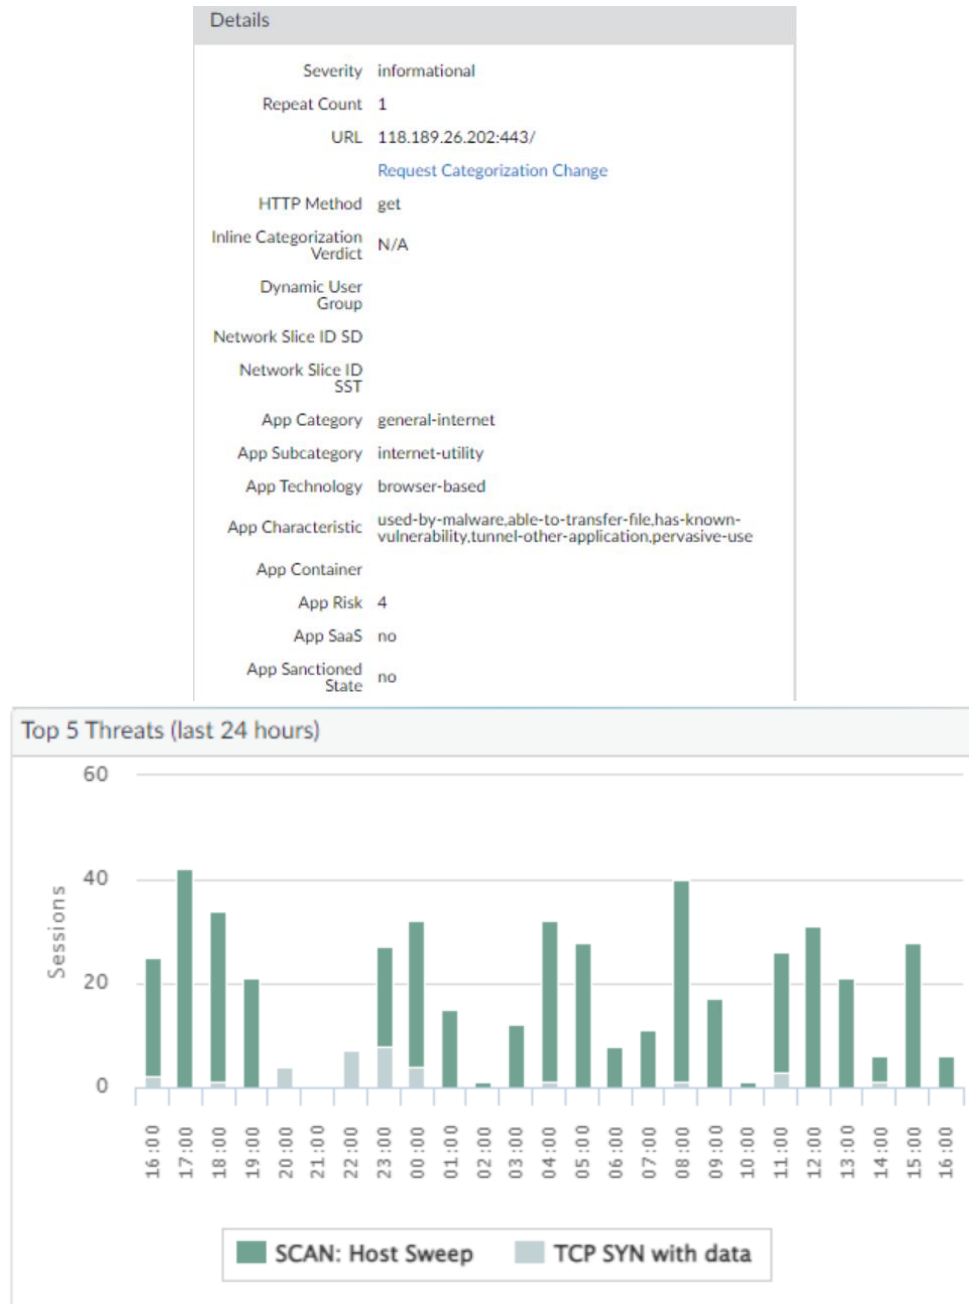 Details
Severity informational
Repeat Count 1
URL 118.189.26.202:443/
Request Categorization Change
HTTP Method get
Inline Categorization
Verdict N/A
Dynamic User
Group
Network Slice ID SD
Network Slice ID
SST
App Category general-internet
App Subcategory internet-utility
App Technology browser-based
App Characteristic used-by-malware,able-to-transfer-file,has-known-
vulnerability,tunnel-other-application,pervasive-use
App Container
App Risk 4
App SaaS no
App Sanctioned
State no
Top 5 Threats (last 24 hours)
60
40
20
0
Sessions
16:00
17:00
18:00
19:00
20:00
21:00
22:00
23:00
00:00
01:00
02:00
03:00
04:00
05:00
06:00
07:00
08:00
09:00
10:00
11:00
12:00
13:00
14:00
15:00
16:00
SCAN: Host Sweep
TCP SYN with data